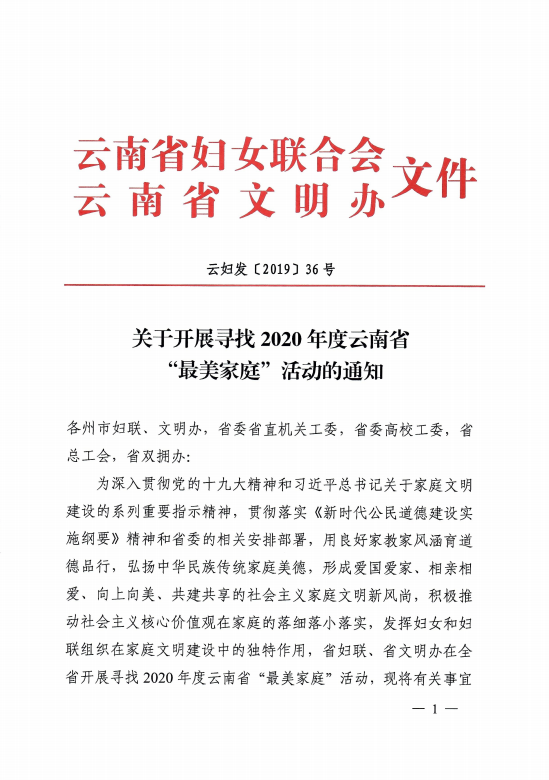 云南省妇女联合会
云南省文明办
文件
云妇发〔2019〕36号
关于开展寻找2020年度云南省
“最美家庭”活动的通知
各州市妇联、文明办，省委省直机关工委，省委高校工委，省
总工会，省双拥办：
为深入贯彻党的十九大精神和习近平总书记关于家庭文明
建设的系列重要指示精神，贯彻落实《新时代公民道德建设实
施纲要》精神和省委的相关安排部署，用良好家教家风涵育道
德品行，弘扬中华民族传统家庭美德，形成爱国爱家、相亲相
爱、向上向美、共建共享的社会主义家庭文明新风尚，积极推
动社会主义核心价值观在家庭的落细落小落实，发挥妇女和妇
联组织在家庭文明建设中的独特作用，省妇联、省文明办在全
省开展寻找2020年度云南省“最美家庭”活动，现将有关事宜
— 1 —